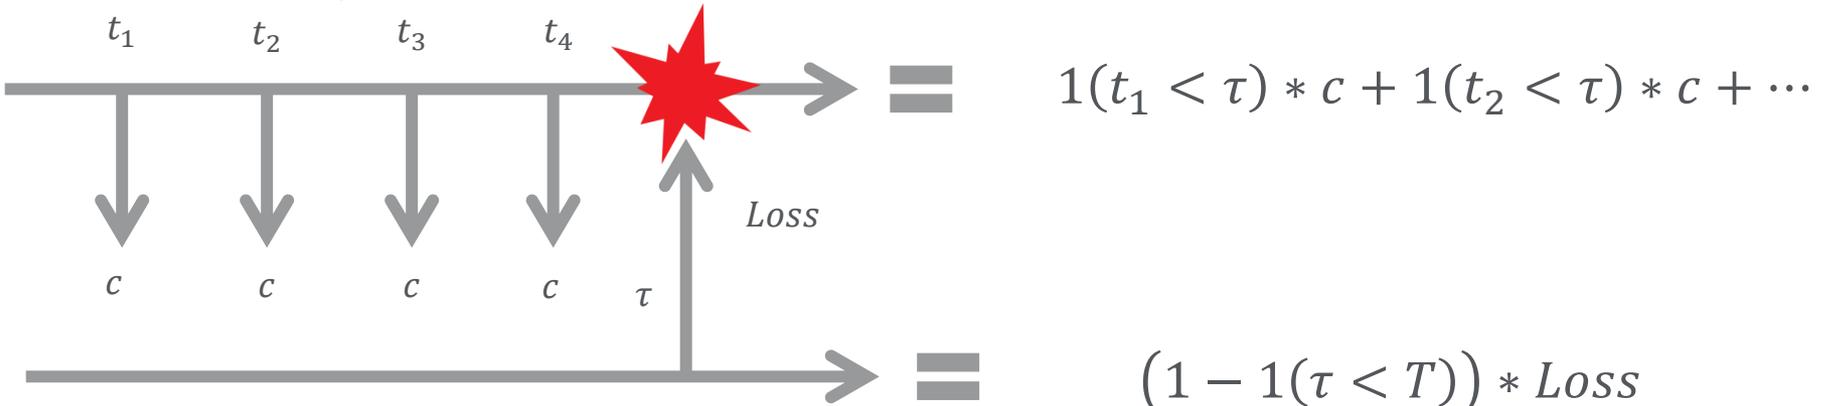 t₁ t₂ t₃ t₄
1(t₁ < τ) * c + 1(t₂ < τ) * c + ⋯
Loss
c c c c τ
(1 − 1(τ < T)) * Loss